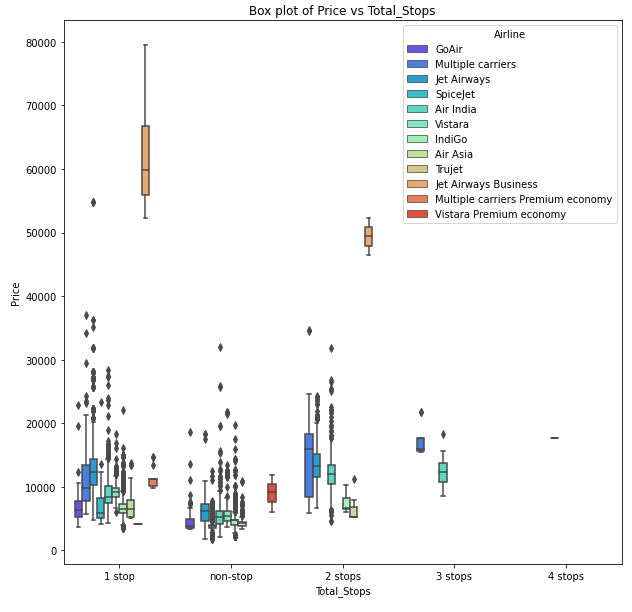 Box plot of Price vs Total_Stops
Airline
GoAir
Multiple carriers
Jet Airways
SpiceJet
Air India
Vistara
IndiGo
Air Asia
Trujet
Jet Airways Business
Multiple carriers Premium economy
Vistara Premium economy
80000
70000
60000
50000
40000
30000
20000
10000
0
Price
1 stop non-stop 2 stops 3 stops 4 stops
Total_Stops